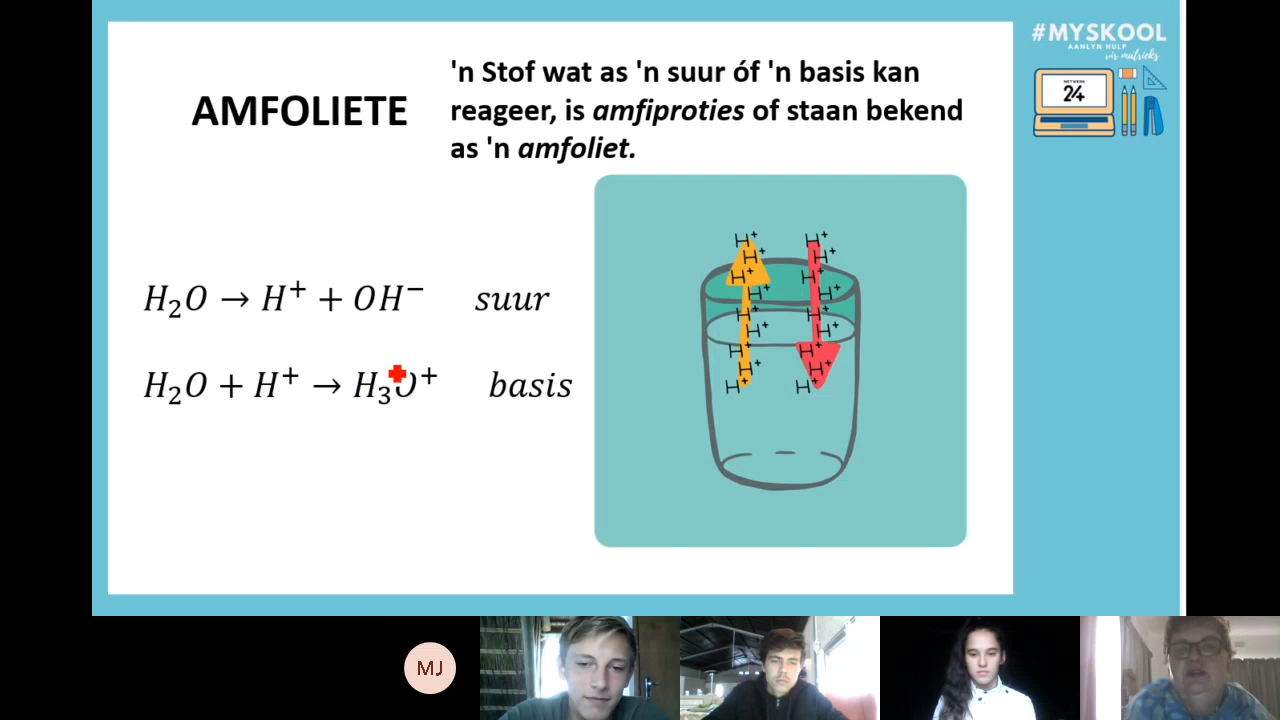 #MYSKOOL
AANLYN HULP
vir matrieks
NETWERK
24
AMFOLIETE
'n Stof wat as 'n suur óf 'n basis kan
reageer, is amfiproties of staan bekend
as 'n amfoliet.
H₂O → H⁺ + OH⁻ suur
H₂O + H⁺ → H₃O⁺ basis
H⁺ H⁺
H⁺ H⁺
H⁺ H⁺
H⁺ H⁺
H⁺ H⁺
H⁺ H⁺
H⁺ H⁺
H⁺ H⁺
H⁺ H⁺
MJ